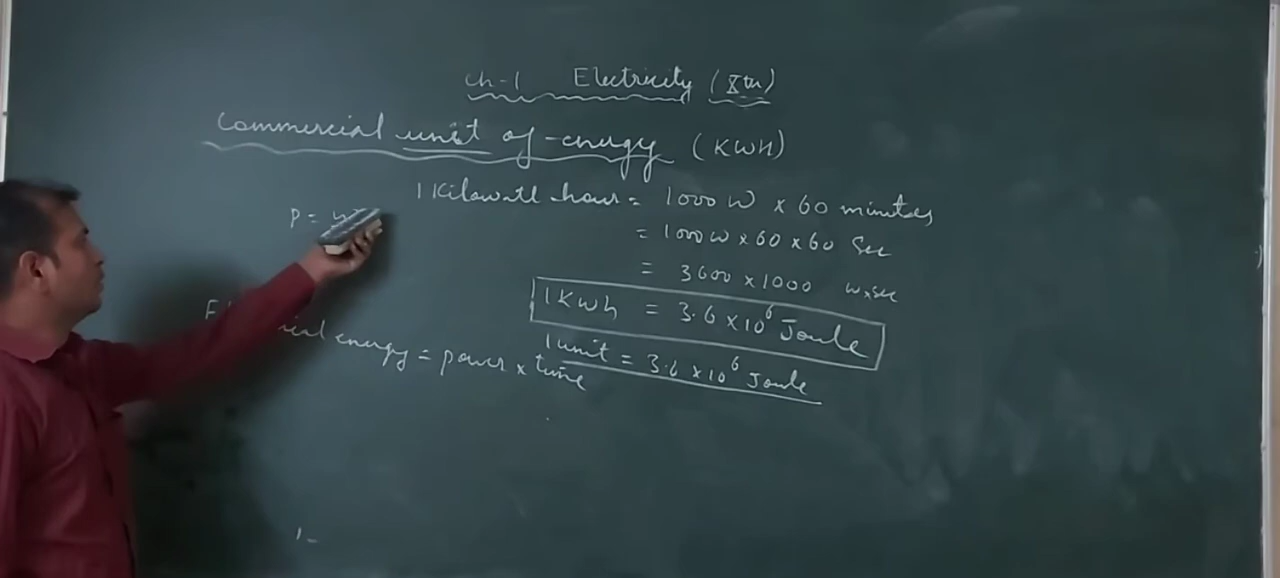 Ch-1 Electricity (Xth)
Commercial unit of energy (KWH)
1 Kilowatt hour = 1000 W × 60 minutes
P =
= 1000 W × 60 × 60 Sec
= 3600 × 1000 W×Sec
1 KWh = 3.6 × 10⁶ Joule
1 unit = 3.6 × 10⁶ Joule
energy = power × time